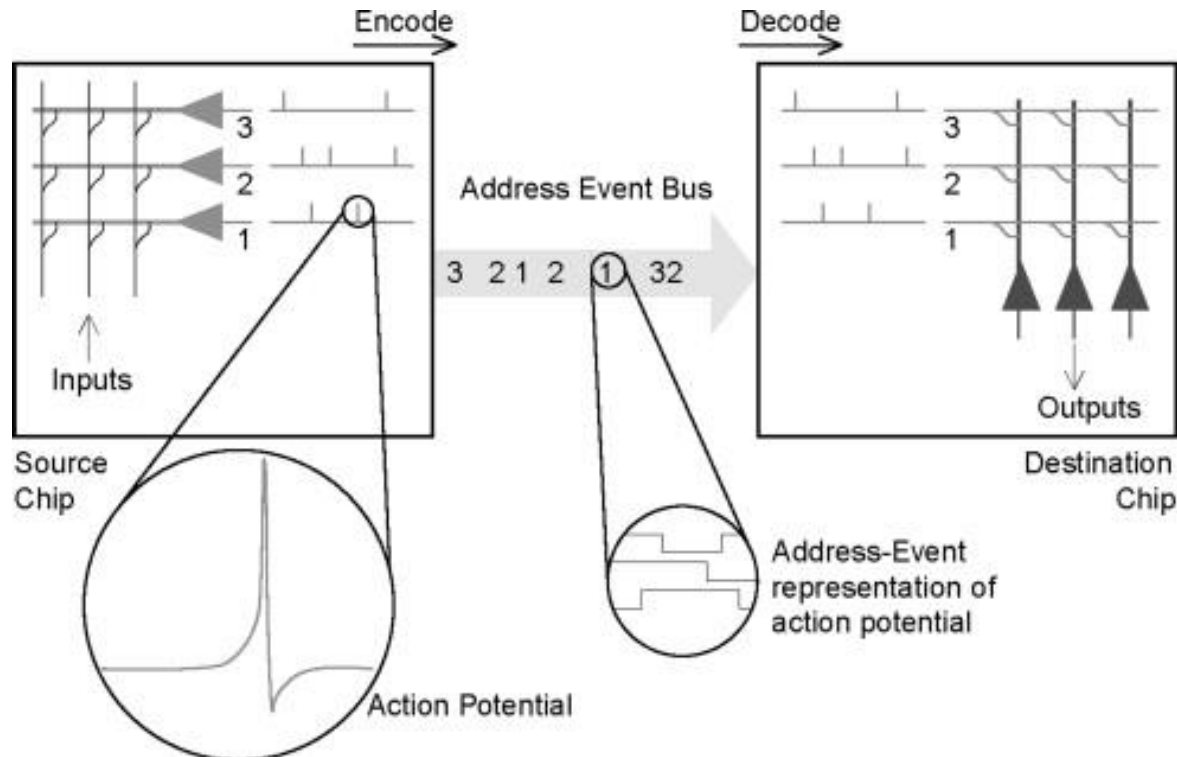 Encode
Decode
3
2
1
Inputs
Source
Chip
Address Event Bus
3 2 1 2 1 32
3
2
1
Outputs
Destination
Chip
Action Potential
Address-Event
representation of
action potential